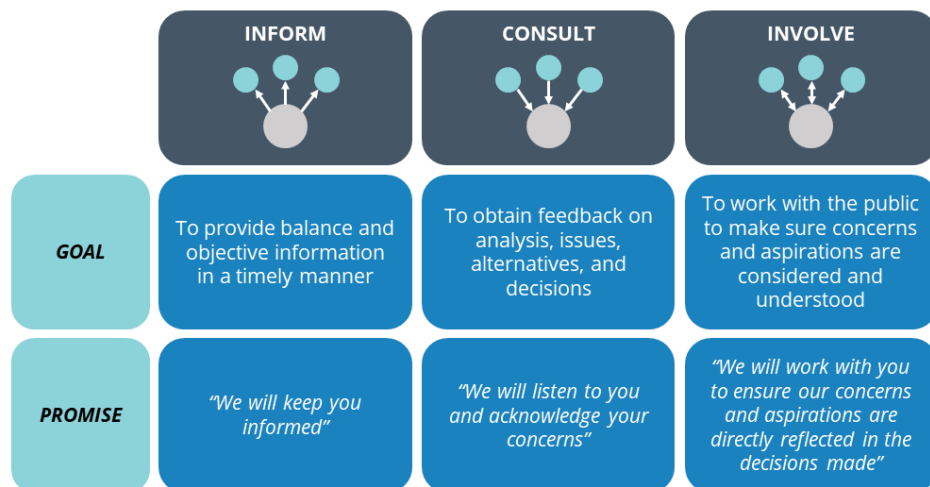 INFORM
CONSULT
INVOLVE
GOAL
To provide balance and
objective information
in a timely manner
To obtain feedback on
analysis, issues,
alternatives, and
decisions
To work with the public
to make sure concerns
and aspirations are
considered and
understood
PROMISE
“We will keep you
informed”
“We will listen to you
and acknowledge your
concerns”
“We will work with you
to ensure our concerns
and aspirations are
directly reflected in the
decisions made”